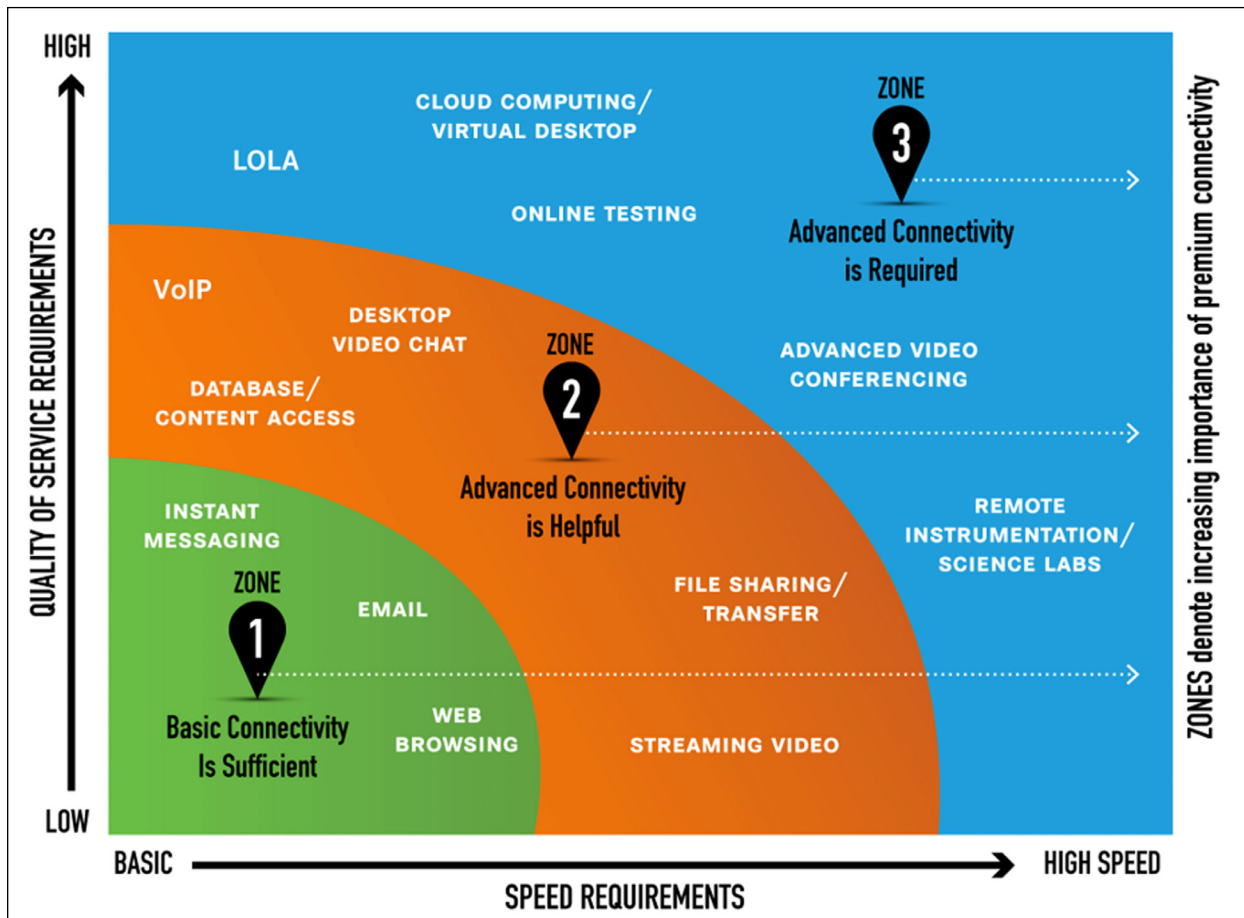 HIGH
QUALITY OF SERVICE REQUIREMENTS
LOW
CLOUD COMPUTING/
VIRTUAL DESKTOP
LOLA
ONLINE TESTING
ZONE
3
Advanced Connectivity
is Required
VoIP
DESKTOP
VIDEO CHAT
DATABASE/
CONTENT ACCESS
ZONE
2
Advanced Connectivity
is Helpful
ADVANCED VIDEO
CONFERENCING
REMOTE
INSTRUMENTATION/
SCIENCE LABS
INSTANT
MESSAGING
ZONE
1
Basic Connectivity
Is Sufficient
EMAIL
WEB
BROWSING
FILE SHARING/
TRANSFER
STREAMING VIDEO
ZONES denote increasing importance of premium connectivity
BASIC
SPEED REQUIREMENTS
HIGH SPEED